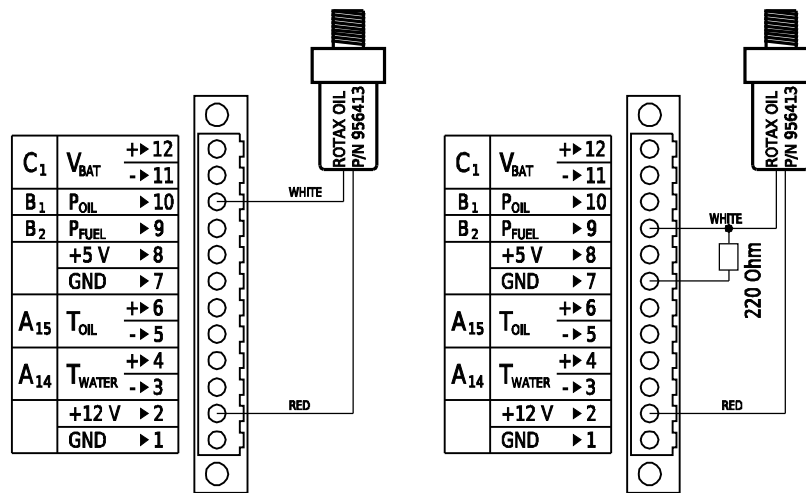 ROTAX OIL
P/N 956413
C1 VBAT +▶12
-▶11
B1 POIL ▶10
B2 PFUEL ▶9
+5 V ▶8
GND ▶7
A15 TOIL +▶6
-▶5
A14 TWATER +▶4
-▶3
+12 V ▶2
GND ▶1
WHITE
RED
ROTAX OIL
P/N 956413
C1 VBAT +▶12
-▶11
B1 POIL ▶10
B2 PFUEL ▶9
+5 V ▶8
GND ▶7
A15 TOIL +▶6
-▶5
A14 TWATER +▶4
-▶3
+12 V ▶2
GND ▶1
WHITE
220 Ohm
RED